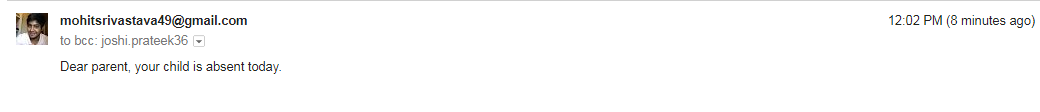 mohitsrivastava49@gmail.com 12:02 PM (8 minutes ago)
to bcc: joshi.prateek36
Dear parent, your child is absent today.